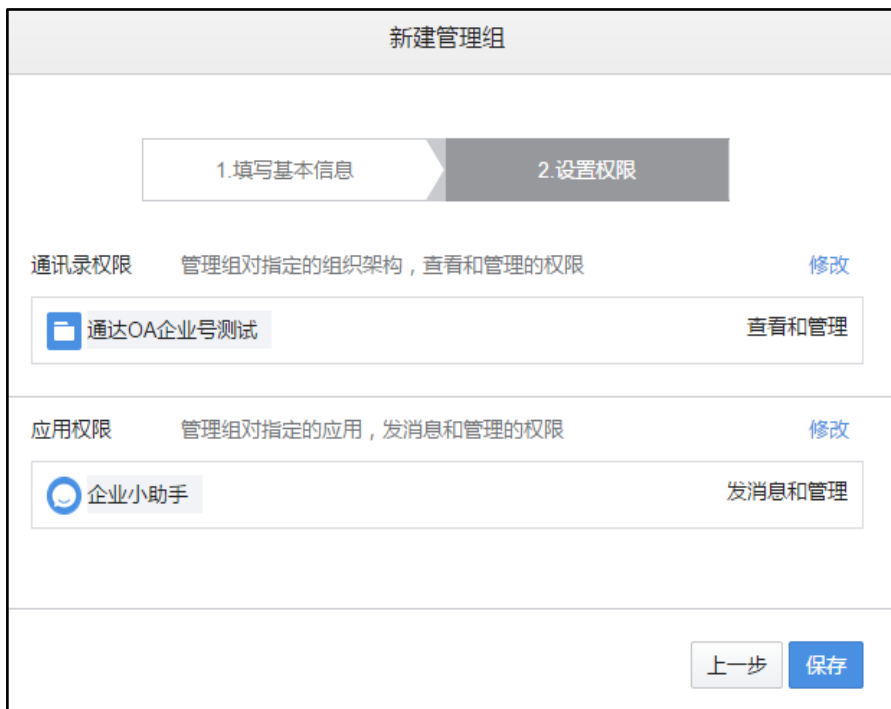 新建管理组
1.填写基本信息 2.设置权限
通讯录权限 管理组对指定的组织架构，查看和管理的权限 修改
通达OA企业号测试 查看和管理
应用权限 管理组对指定的应用，发消息和管理的权限 修改
企业小助手 发消息和管理
上一步 保存